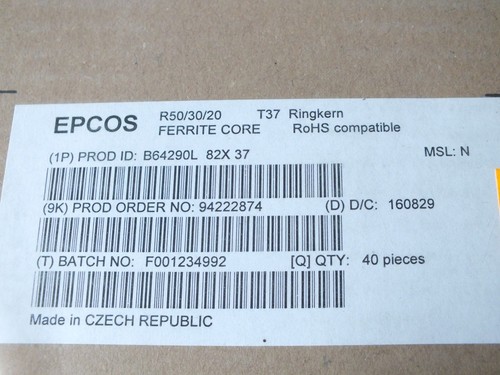 EPCOS R50/30/20 T37 Ringkern
FERRITE CORE RoHS compatible
(1P) PROD ID: B64290L 82X 37 MSL: N
(9K) PROD ORDER NO: 94222874 (D) D/C: 160829
(T) BATCH NO: F001234992 [Q] QTY: 40 pieces
Made in CZECH REPUBLIC